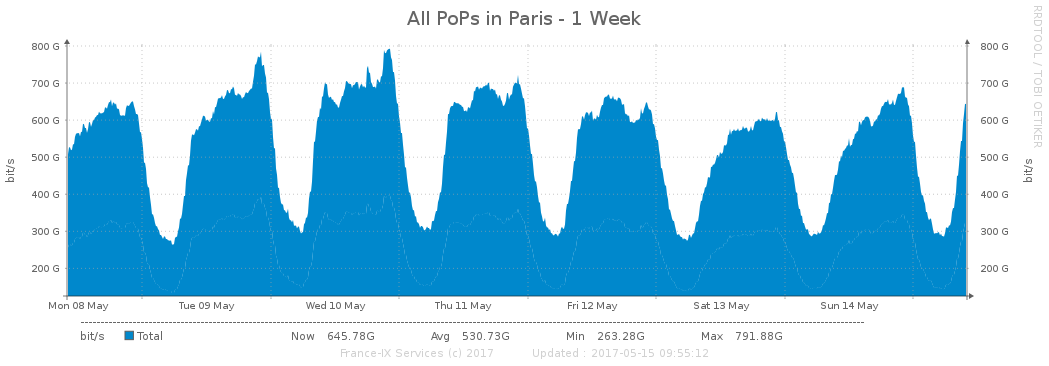 All PoPs in Paris - 1 Week
RRDTOOL / TOBI OETIKER
bit/s
800 G 800 G
700 G 700 G
600 G 600 G
500 G 500 G
400 G 400 G
300 G 300 G
200 G 200 G
bit/s
Mon 08 May Tue 09 May Wed 10 May Thu 11 May Fri 12 May Sat 13 May Sun 14 May
bit/s Total Now 645.78G Avg 530.73G Min 263.28G Max 791.88G
France-IX Services (c) 2017 Updated : 2017-05-15 09:55:12